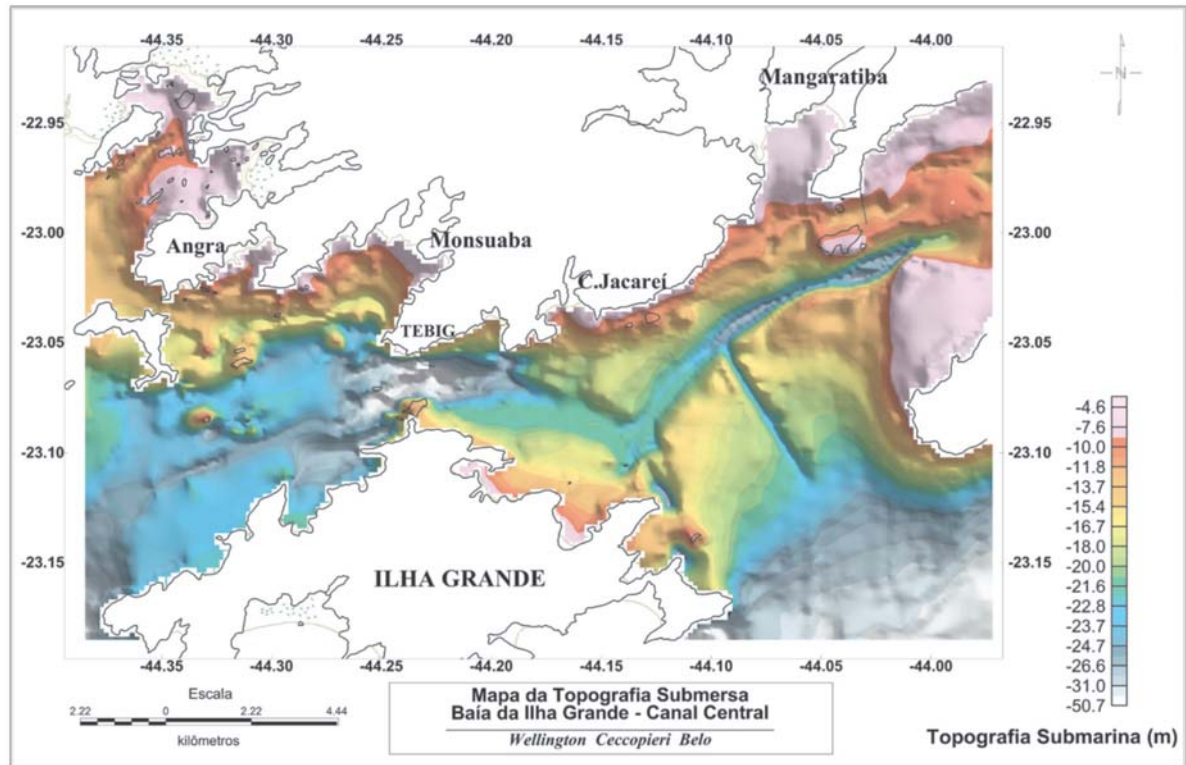 -44.35 -44.30 -44.25 -44.20 -44.15 -44.10 -44.05 -44.00
Mangaratiba
N
-22.95 -22.95
-23.00 -23.00
Angra
Monsuaba
C.Jacareí
TEBIG
-23.05 -23.05
-23.10 -23.10
-23.15 -23.15
ILHA GRANDE
-44.35 -44.30 -44.25 -44.20 -44.15 -44.10 -44.05 -44.00
-4.6
-7.6
-10.0
-11.8
-13.7
-15.4
-16.7
-18.0
-20.0
-21.6
-22.8
-23.7
-24.7
-26.6
-31.0
-50.7
Topografia Submarina (m)
Escala
2.22 0 2.22 4.44
kilômetros
Mapa da Topografia Submersa
Baía da Ilha Grande - Canal Central
Wellington Ceccopieri Belo